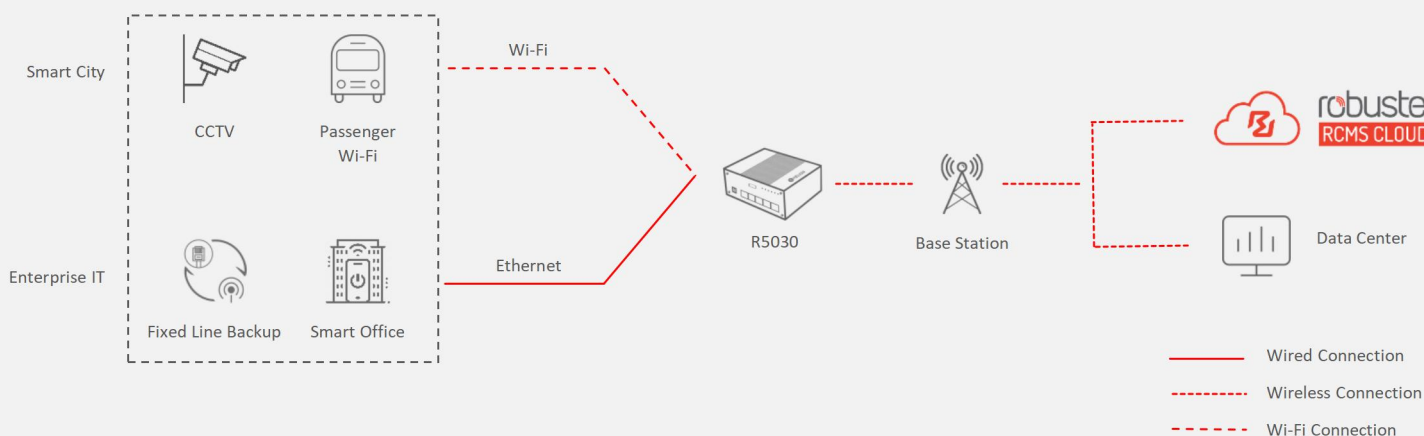 Smart City
CCTV
Passenger
Wi-Fi
Wi-Fi
Enterprise IT
Fixed Line Backup
Smart Office
Ethernet
R5030
Base Station
RCMS CLOUD
Data Center
Wired Connection
Wireless Connection
Wi-Fi Connection